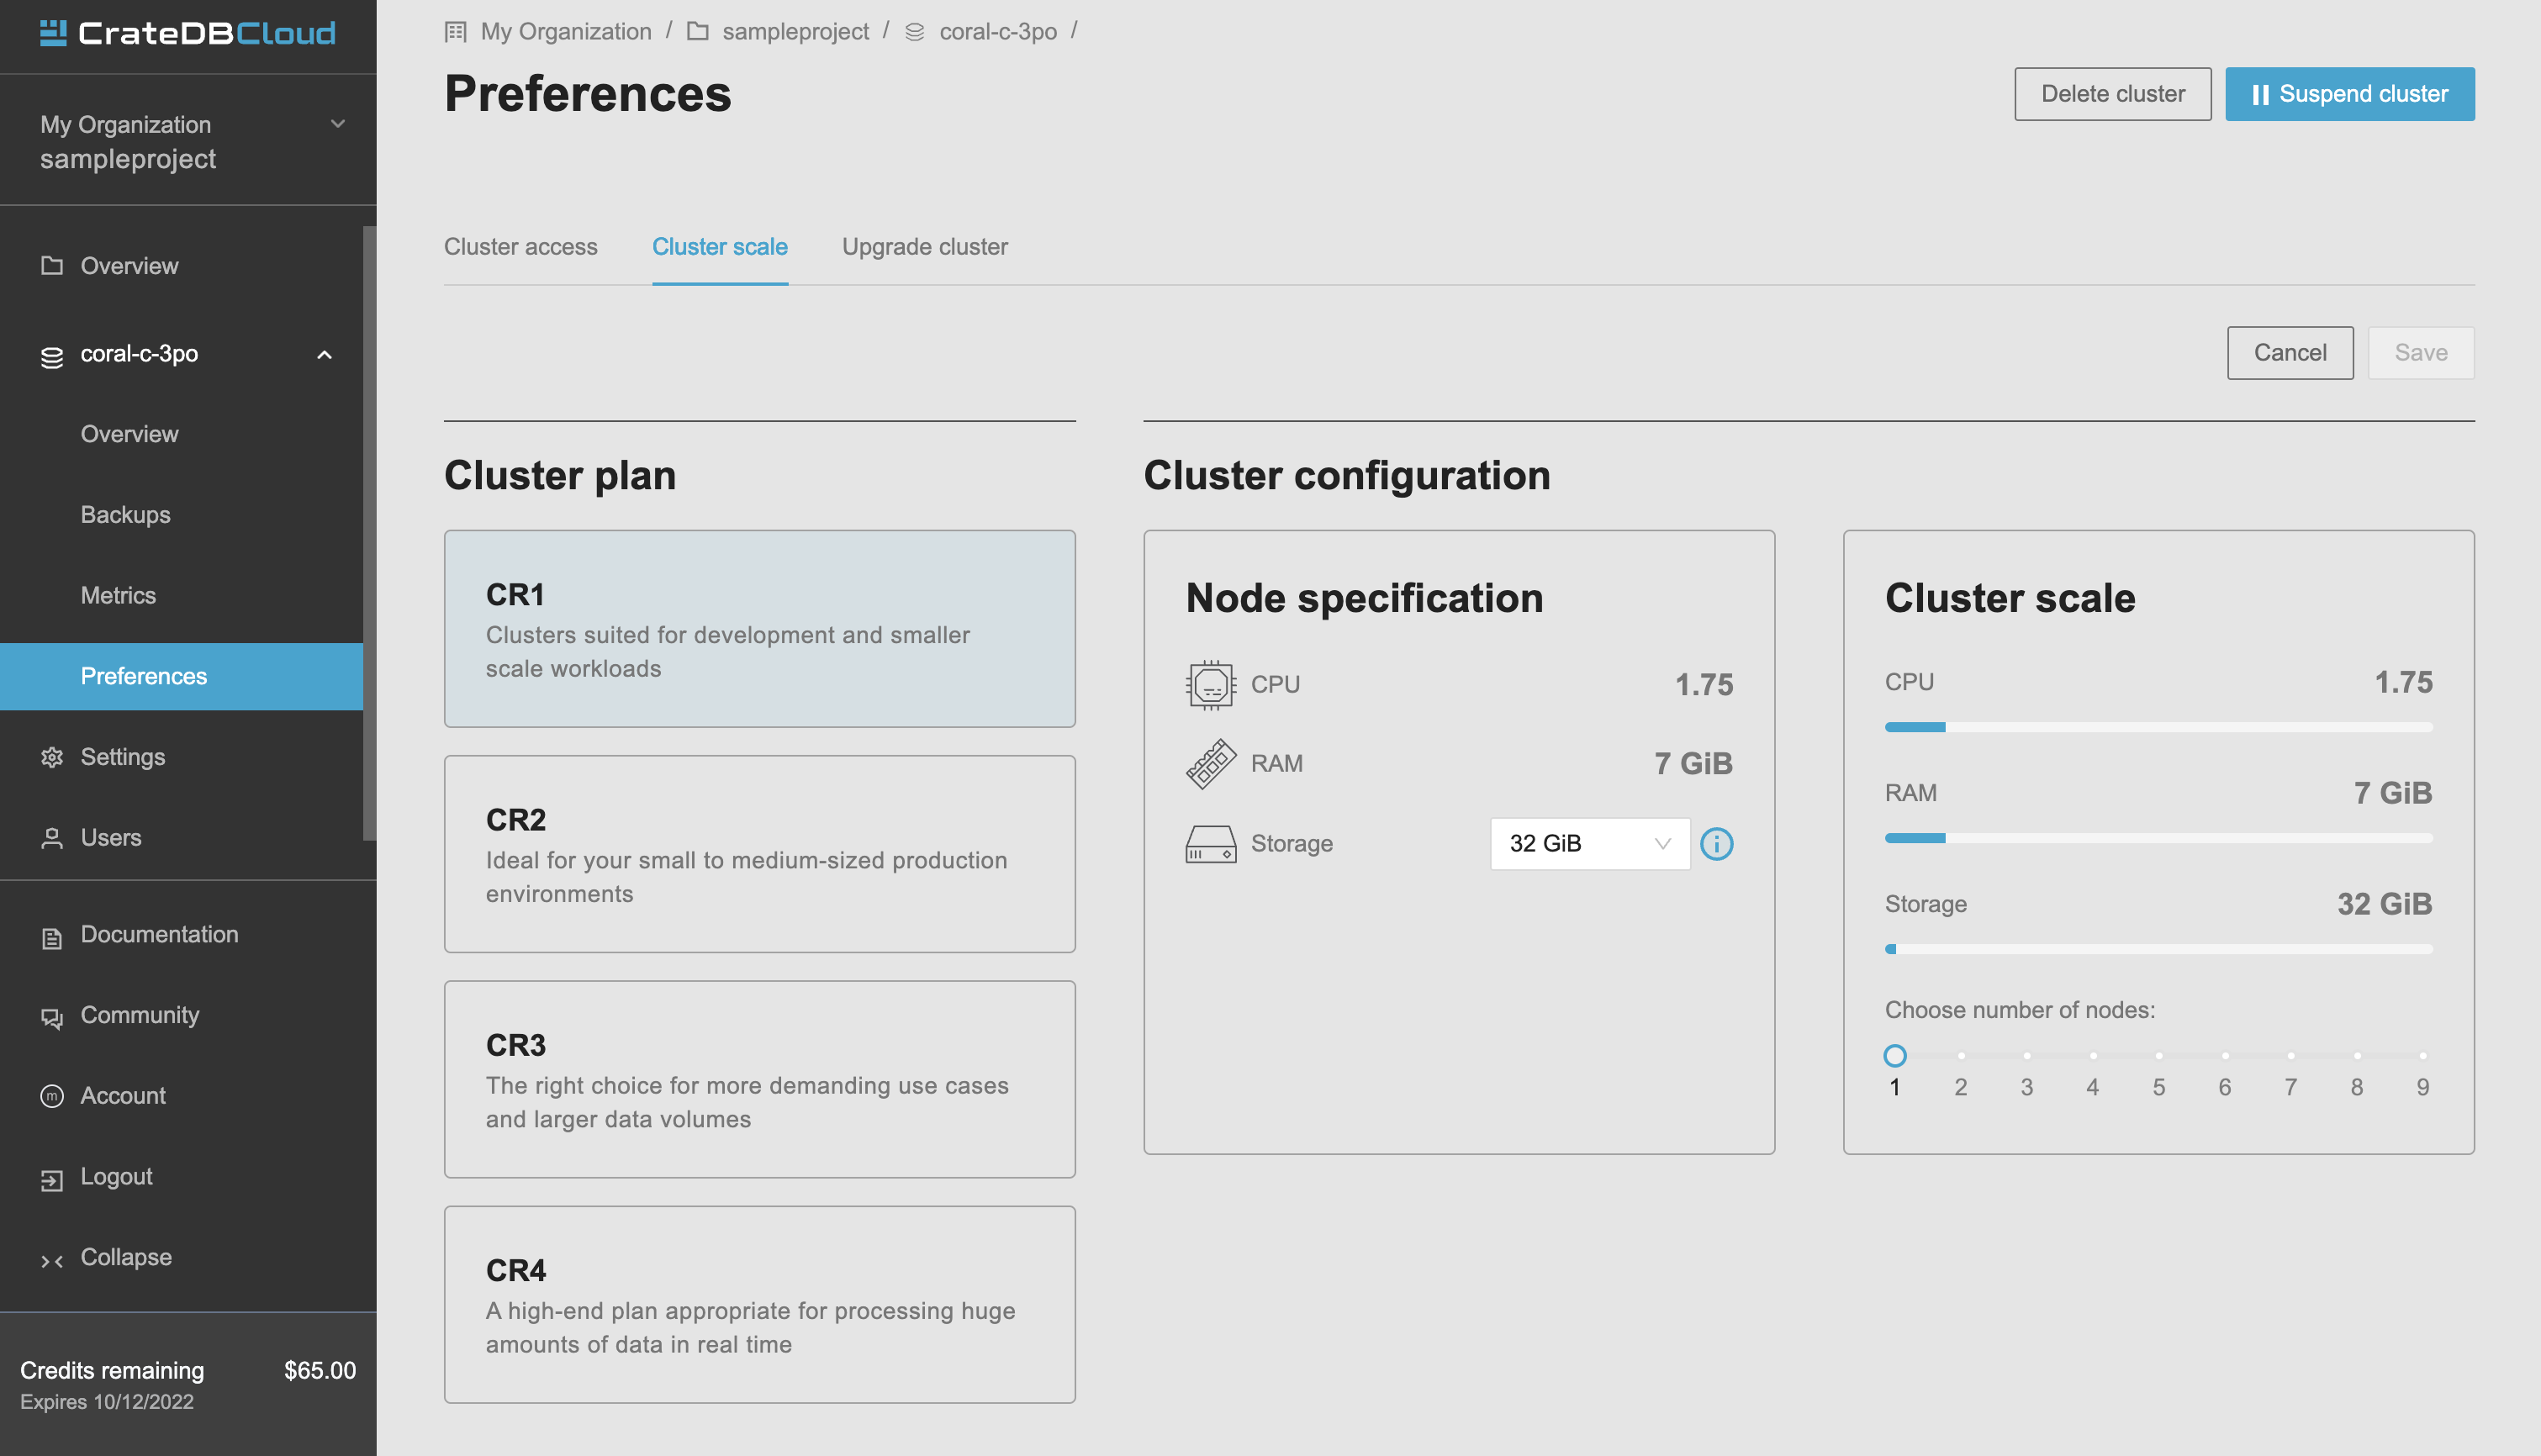 CrateDBCloud
My Organization
sampleproject
Overview
coral-c-3po
Overview
Backups
Metrics
Preferences
Settings
Users
Documentation
Community
m
Account
Logout
Collapse
Credits remaining $65.00
Expires 10/12/2022
My Organization / sampleproject / coral-c-3po /
Preferences
Delete cluster
Suspend cluster
Cluster access
Cluster scale
Upgrade cluster
Cancel
Save
Cluster plan
CR1
Clusters suited for development and smaller
scale workloads
CR2
Ideal for your small to medium-sized production
environments
CR3
The right choice for more demanding use cases
and larger data volumes
CR4
A high-end plan appropriate for processing huge
amounts of data in real time
Cluster configuration
Node specification
CPU 1.75
RAM 7 GiB
Storage 32 GiB
Cluster scale
CPU 1.75
RAM 7 GiB
Storage 32 GiB
Choose number of nodes:
1 2 3 4 5 6 7 8 9